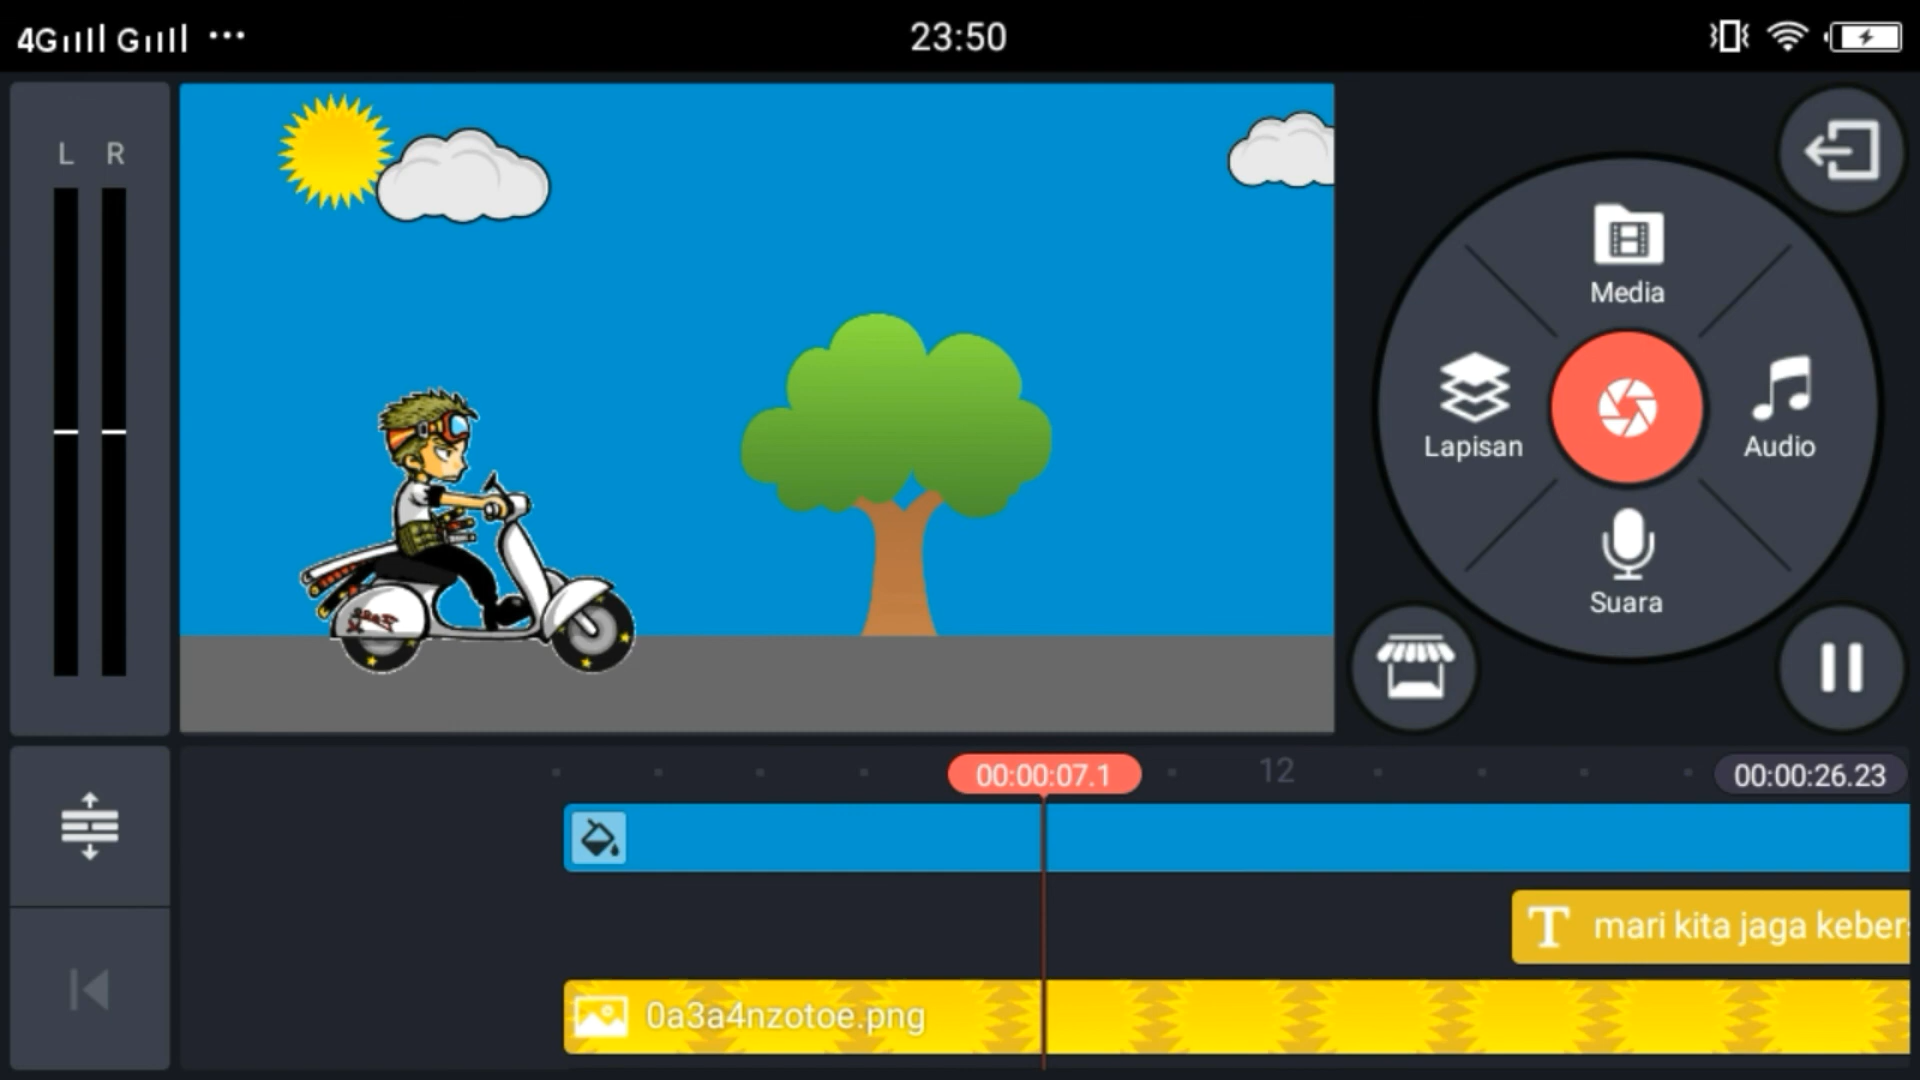 4G G ... 23:50
L R
Media
Lapisan
Audio
Suara
00:00:07.1
12
00:00:26.23
T mari kita jaga keber
0a3a4nzotoe.png